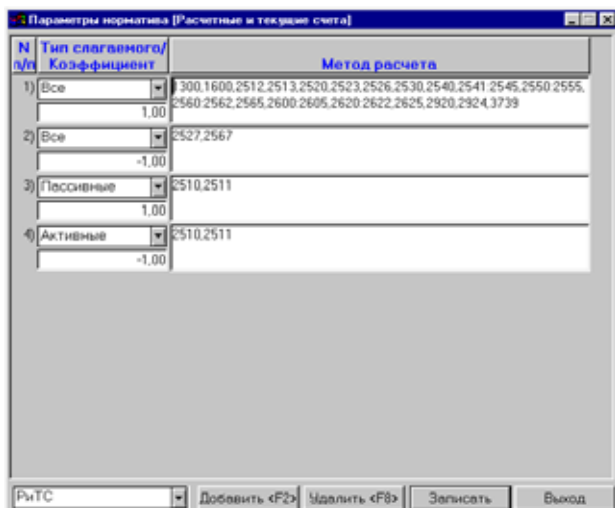 Параметры норматива [Расчетные и текущие счета]
N п/п Тип слагаемого/ Коэффициент Метод расчета
1) Все 1300,1600,2512,2513,2520,2523,2526,2530,2540,2541:2545,2550:2555,
1,00 2560:2562,2565,2600:2605,2620:2622,2625,2920,2924,3739
2) Все 2527,2567
-1,00
3) Пассивные 2510,2511
1,00
4) Активные 2510,2511
-1,00
РиТС Добавить <F2> Удалить <F8> Записать Выход